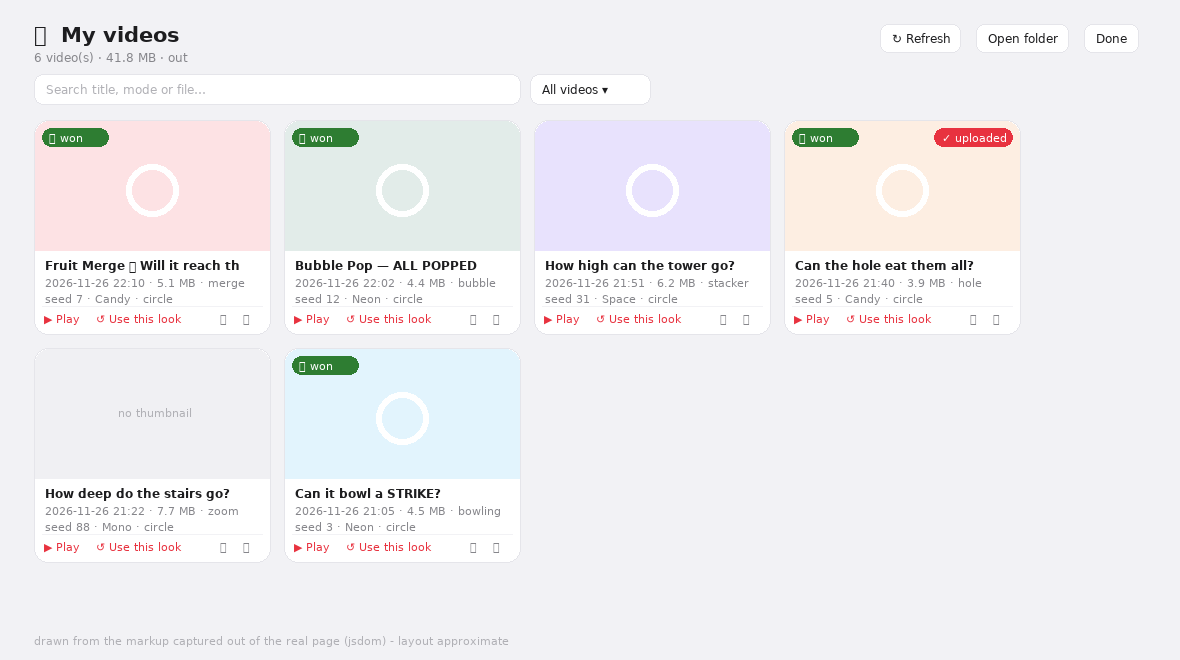 My videos
↻ Refresh
Open folder
Done
6 video(s) · 41.8 MB · out
Search title, mode or file...
All videos ▾
won
won
won
✓ uploaded
Fruit Merge Will it reach th
2026-11-26 22:10 · 5.1 MB · merge
seed 7 · Candy · circle
▶ Play ↺ Use this look
Bubble Pop — ALL POPPED
2026-11-26 22:02 · 4.4 MB · bubble
seed 12 · Neon · circle
▶ Play ↺ Use this look
How high can the tower go?
2026-11-26 21:51 · 6.2 MB · stacker
seed 31 · Space · circle
▶ Play ↺ Use this look
Can the hole eat them all?
2026-11-26 21:40 · 3.9 MB · hole
seed 5 · Candy · circle
▶ Play ↺ Use this look
no thumbnail
How deep do the stairs go?
2026-11-26 21:22 · 7.7 MB · zoom
seed 88 · Mono · circle
▶ Play ↺ Use this look
won
Can it bowl a STRIKE?
2026-11-26 21:05 · 4.5 MB · bowling
seed 3 · Neon · circle
▶ Play ↺ Use this look
drawn from the markup captured out of the real page (jsdom) - layout approximate